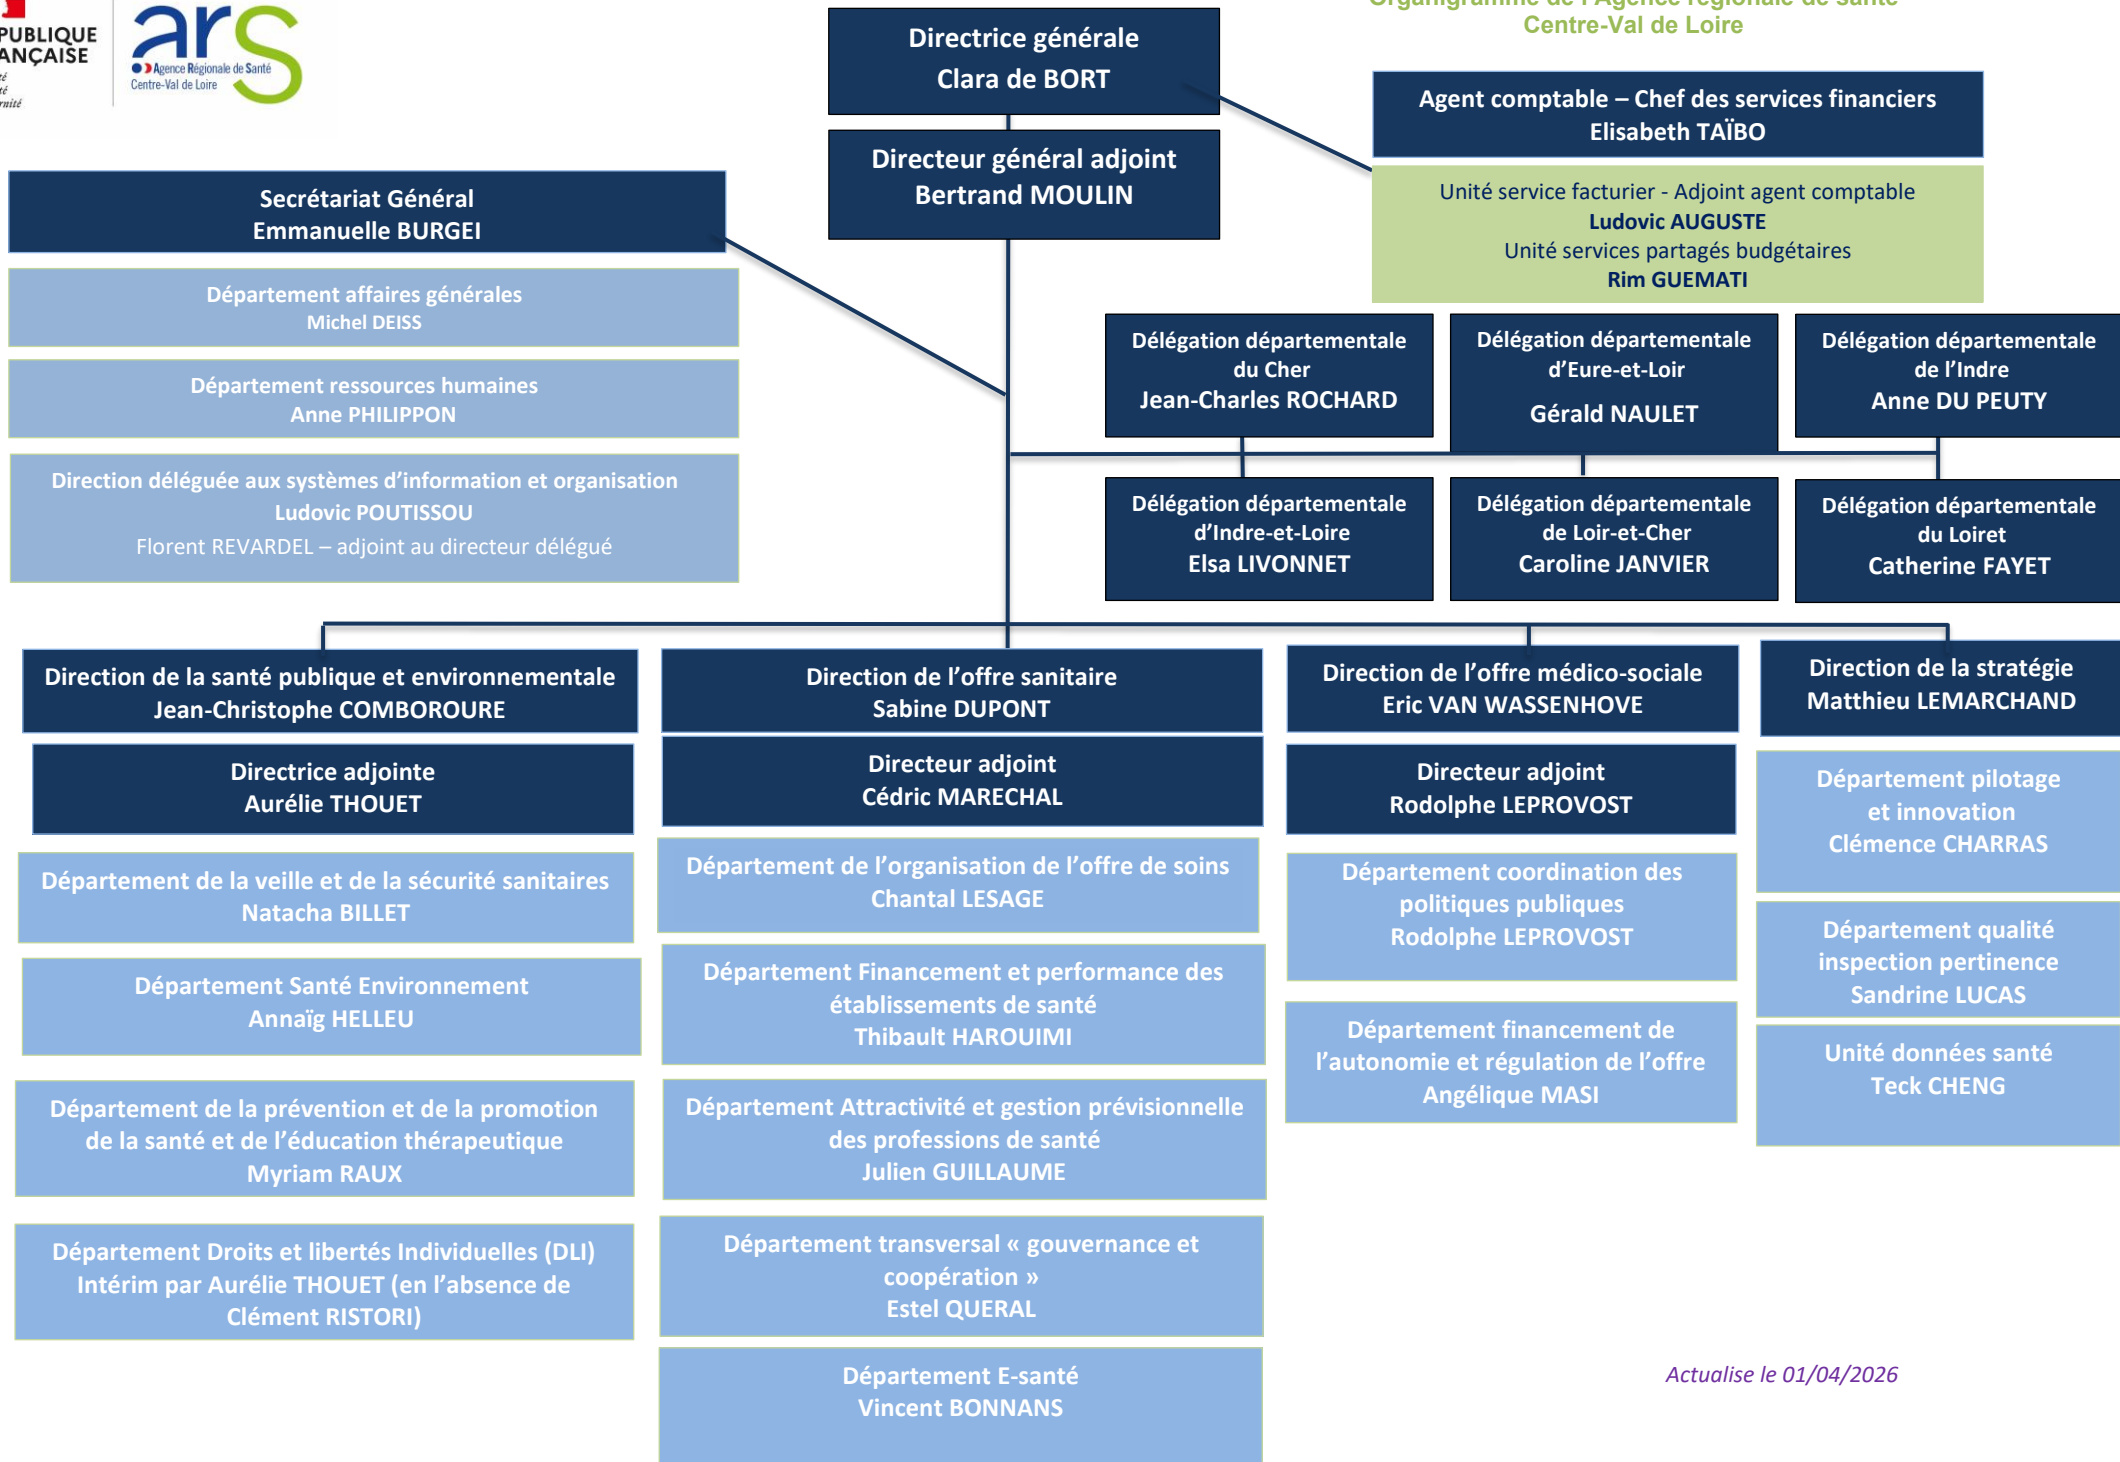 ANÇAISE
ars
Agence Régionale de Santé
Centre-Val de Loire
Centre-Val de Loire
Directrice générale
Clara de BORT
Agent comptable – Chef des services financiers
Elisabeth TAÏBO
Directeur général adjoint
Bertrand MOULIN
Unité service facturier - Adjoint agent comptable
Ludovic AUGUSTE
Unité services partagés budgétaires
Rim GUEMATI
Secrétariat Général
Emmanuelle BURGEI
Département affaires générales
Michel DEISS
Département ressources humaines
Anne PHILIPPON
Direction déléguée aux systèmes d’information et organisation
Ludovic POUTISSOU
Florent REVARDEL – adjoint au directeur délégué
Délégation départementale
du Cher
Jean-Charles ROCHARD
Délégation départementale
d’Eure-et-Loir
Gérald NAULET
Délégation départementale
de l’Indre
Anne DU PEUTY
Délégation départementale
d’Indre-et-Loire
Elsa LIVONNET
Délégation départementale
de Loir-et-Cher
Caroline JANVIER
Délégation départementale
du Loiret
Catherine FAYET
Direction de la santé publique et environnementale
Jean-Christophe COMBOROURE
Directrice adjointe
Aurélie THOUET
Département de la veille et de la sécurité sanitaires
Natacha BILLET
Département Santé Environnement
Annaïg HELLEU
Département de la prévention et de la promotion
de la santé et de l’éducation thérapeutique
Myriam RAUX
Département Droits et libertés Individuelles (DLI)
Intérim par Aurélie THOUET (en l’absence de
Clément RISTORI)
Direction de l’offre sanitaire
Sabine DUPONT
Directeur adjoint
Cédric MARECHAL
Département de l’organisation de l’offre de soins
Chantal LESAGE
Département Financement et performance des
établissements de santé
Thibault HAROUIMI
Département Attractivité et gestion prévisionnelle
des professions de santé
Julien GUILLAUME
Département transversal « gouvernance et
coopération »
Estel QUERAL
Département E-santé
Vincent BONNANS
Direction de l’offre médico-sociale
Eric VAN WASSENHOVE
Directeur adjoint
Rodolphe LEPROVOST
Département coordination des
politiques publiques
Rodolphe LEPROVOST
Département financement de
l’autonomie et régulation de l’offre
Angélique MASI
Direction de la stratégie
Matthieu LEMARCHAND
Département pilotage
et innovation
Clémence CHARRAS
Département qualité
inspection pertinence
Sandrine LUCAS
Unité données santé
Teck CHENG
Actualise le 01/04/2026